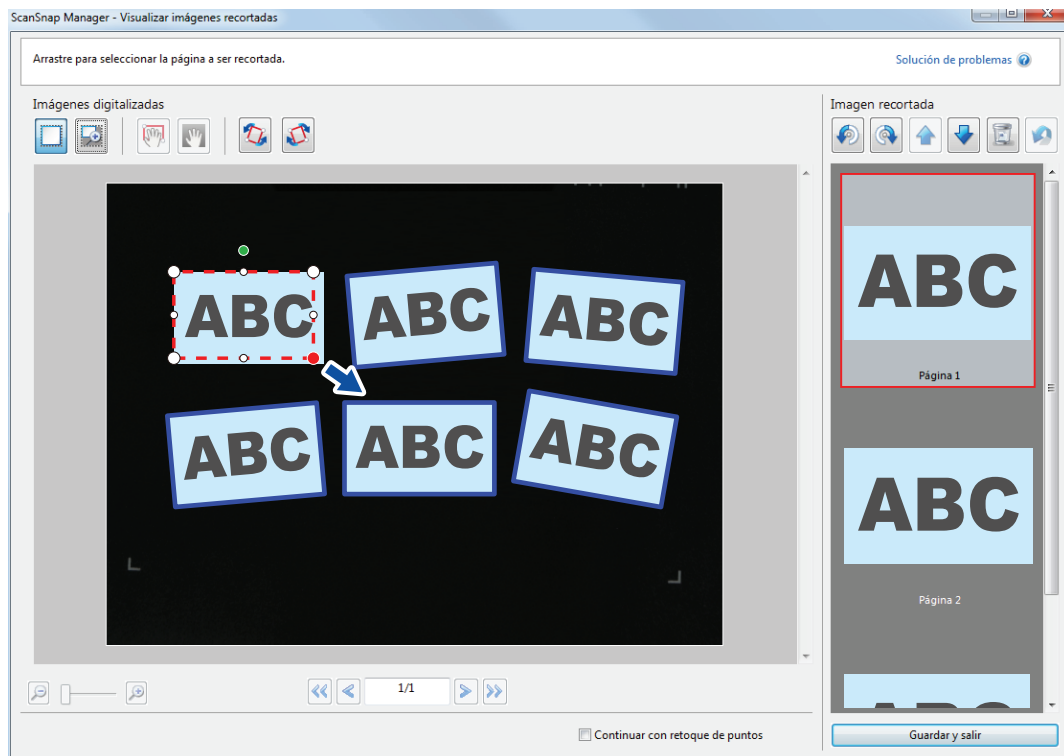 ScanSnap Manager - Visualizar imágenes recortadas
Arrastre para seleccionar la página a ser recortada.
Solución de problemas
Imágenes digitalizadas
Imagen recortada
ABC
ABC
ABC
ABC
ABC
ABC
1/1
Continuar con retoque de puntos
ABC
Página 1
ABC
Página 2
ABC
Guardar y salir